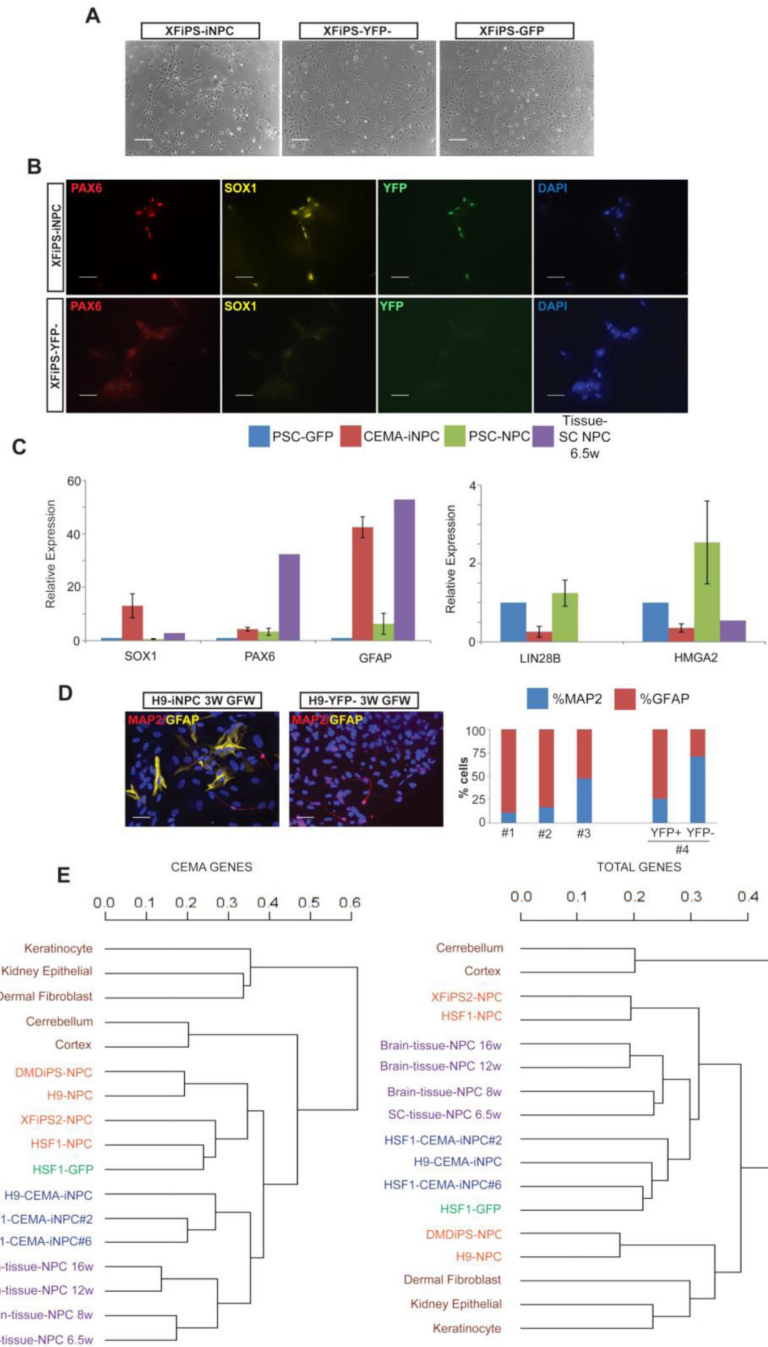 A
XFiPS-iNPC XFiPS-YFP- XFiPS-GFP
B
PAX6 SOX1 YFP DAPI
XFiPS-iNPC
PAX6 SOX1 YFP DAPI
XFiPS-YFP-
PSC-GFP CEMA-iNPC PSC-NPC Tissue-
SC NPC
6.5w
C
60
40
20
0
Relative Expression
SOX1 PAX6 GFAP
4
2
0
Relative Expression
LIN28B HMGA2
D
H9-iNPC 3W GFW H9-YFP- 3W GFW
MAP2/GFAP MAP2/GFAP
%MAP2 %GFAP
100
75
50
25
0
% cells
#1 #2 #3 YFP+ YFP-
#4
E
CEMA GENES
0.0 0.1 0.2 0.3 0.4 0.5 0.6
Keratinocyte
Kidney Epithelial
Dermal Fibroblast
Cerrebellum
Cortex
DMDiPS-NPC
H9-NPC
XFiPS2-NPC
HSF1-NPC
HSF1-GFP
H9-CEMA-iNPC
1-CEMA-iNPC#2
1-CEMA-iNPC#6
-tissue-NPC 16w
-tissue-NPC 12w
n-tissue-NPC 8w
-tissue-NPC 6.5w
TOTAL GENES
0.0 0.1 0.2 0.3 0.4
Cerrebellum
Cortex
XFiPS2-NPC
HSF1-NPC
Brain-tissue-NPC 16w
Brain-tissue-NPC 12w
Brain-tissue-NPC 8w
SC-tissue-NPC 6.5w
HSF1-CEMA-iNPC#2
H9-CEMA-iNPC
HSF1-CEMA-iNPC#6
HSF1-GFP
DMDiPS-NPC
H9-NPC
Dermal Fibroblast
Kidney Epithelial
Keratinocyte